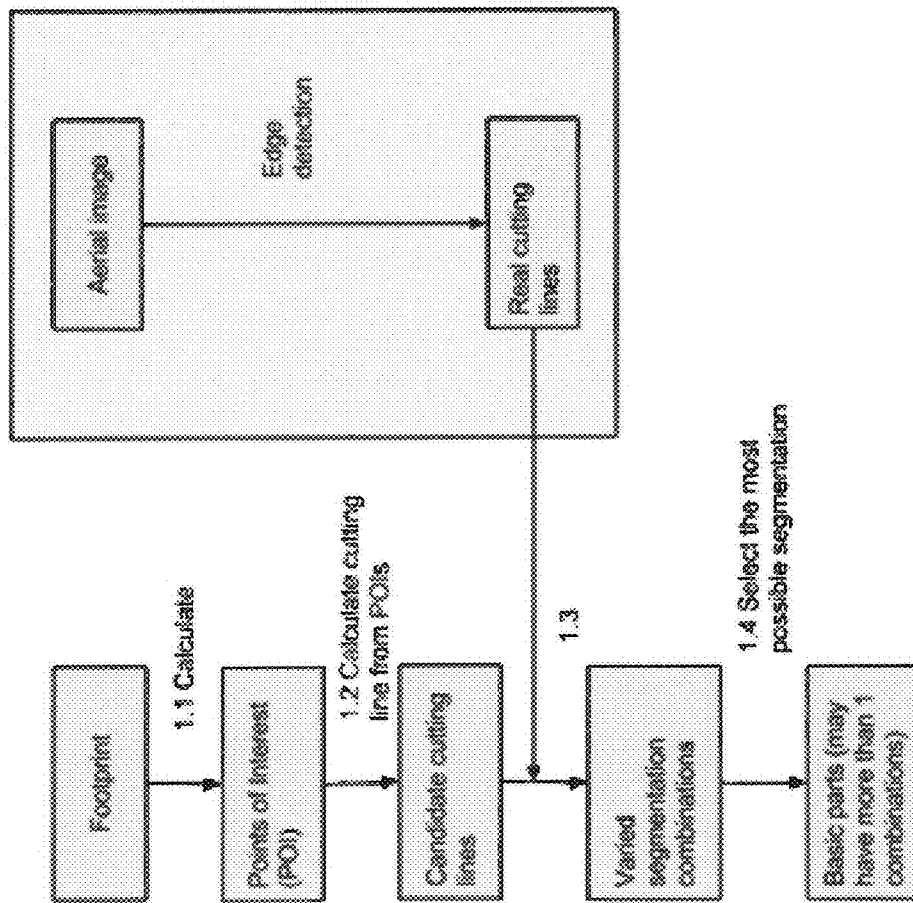 Footprint
1.1 Calculate
Points of Interest
(POI)
1.2 Calculate cutting
line from POIs
Candidate cutting
lines
1.3
Varied
segmentation
combinations
1.4 Select the most
possible segmentation
Basic parts (may
have more than 1
combinations)
Aerial image
Edge
detection
Real cutting
lines